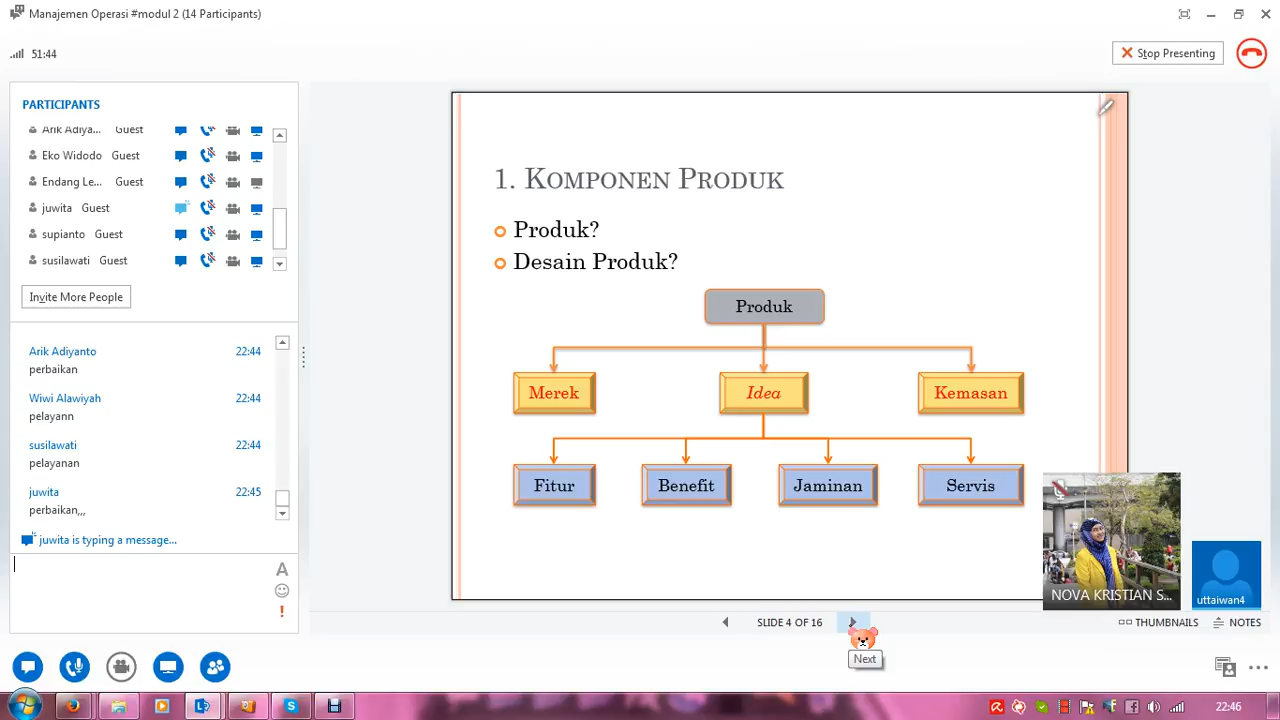 Manajemen Operasi #modul 2 (14 Participants)
51:44
Stop Presenting
PARTICIPANTS
Arik Adiya... Guest
Eko Widodo Guest
Endang Le... Guest
juwita Guest
supianto Guest
susilawati Guest
Invite More People
Arik Adiyanto 22:44
perbaikan
Wiwi Alawiyah 22:44
pelayann
susilawati 22:44
pelayanan
juwita 22:45
perbaikan,,,
juwita is typing a message...
A
1. KOMPONEN PRODUK
Produk?
Desain Produk?
Produk
Merek Idea Kemasan
Fitur Benefit Jaminan Servis
NOVA KRISTIAN S...
uttaiwan4
SLIDE 4 OF 16
THUMBNAILS NOTES
Next
22:46